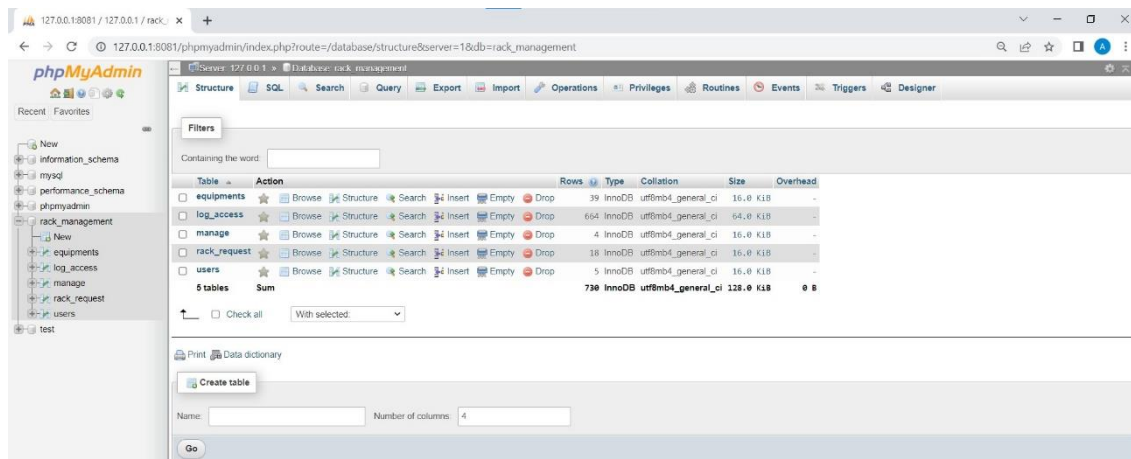 127.0.0.1:8081 / 127.0.0.1 / rack_
127.0.0.1:8081/phpmyadmin/index.php?route=/database/structure&server=1&db=rack_management
A
phpMyAdmin
Recent Favorites
New
information_schema
mysql
performance_schema
phpmyadmin
rack_management
New
equipments
log_access
manage
rack_request
users
test
Server: 127.0.0.1 » Database: rack_management
Structure SQL Search Query Export Import Operations Privileges Routines Events Triggers Designer
Filters
Containing the word:
Table Action Rows Type Collation Size Overhead
equipments Browse Structure Search Insert Empty Drop 39 InnoDB utf8mb4_general_ci 16.0 KiB -
log_access Browse Structure Search Insert Empty Drop 664 InnoDB utf8mb4_general_ci 64.0 KiB -
manage Browse Structure Search Insert Empty Drop 4 InnoDB utf8mb4_general_ci 16.0 KiB -
rack_request Browse Structure Search Insert Empty Drop 18 InnoDB utf8mb4_general_ci 16.0 KiB -
users Browse Structure Search Insert Empty Drop 5 InnoDB utf8mb4_general_ci 16.0 KiB -
5 tables Sum 730 InnoDB utf8mb4_general_ci 128.0 KiB 0 B
Check all With selected:
Print Data dictionary
Create table
Name: Number of columns: 4
Go